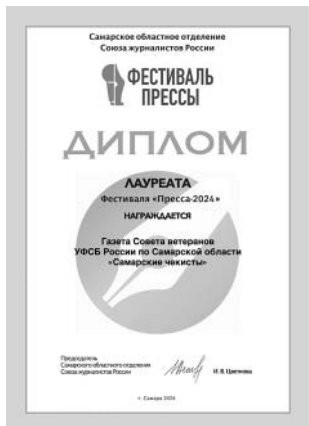 Самарское областное отделение
Союза журналистов России
ФЕСТИВАЛЬ
ПРЕССЫ
ДИПЛОМ
ЛАУРЕАТА
Фестиваля «Пресса-2024»
НАГРАЖДАЕТСЯ
Газета Совета ветеранов
УФСБ России по Самарской области
«Самарские чекисты»
Председатель
Самарского областного отделения
Союза журналистов России
И. В. Цветкова
г. Самара 2024